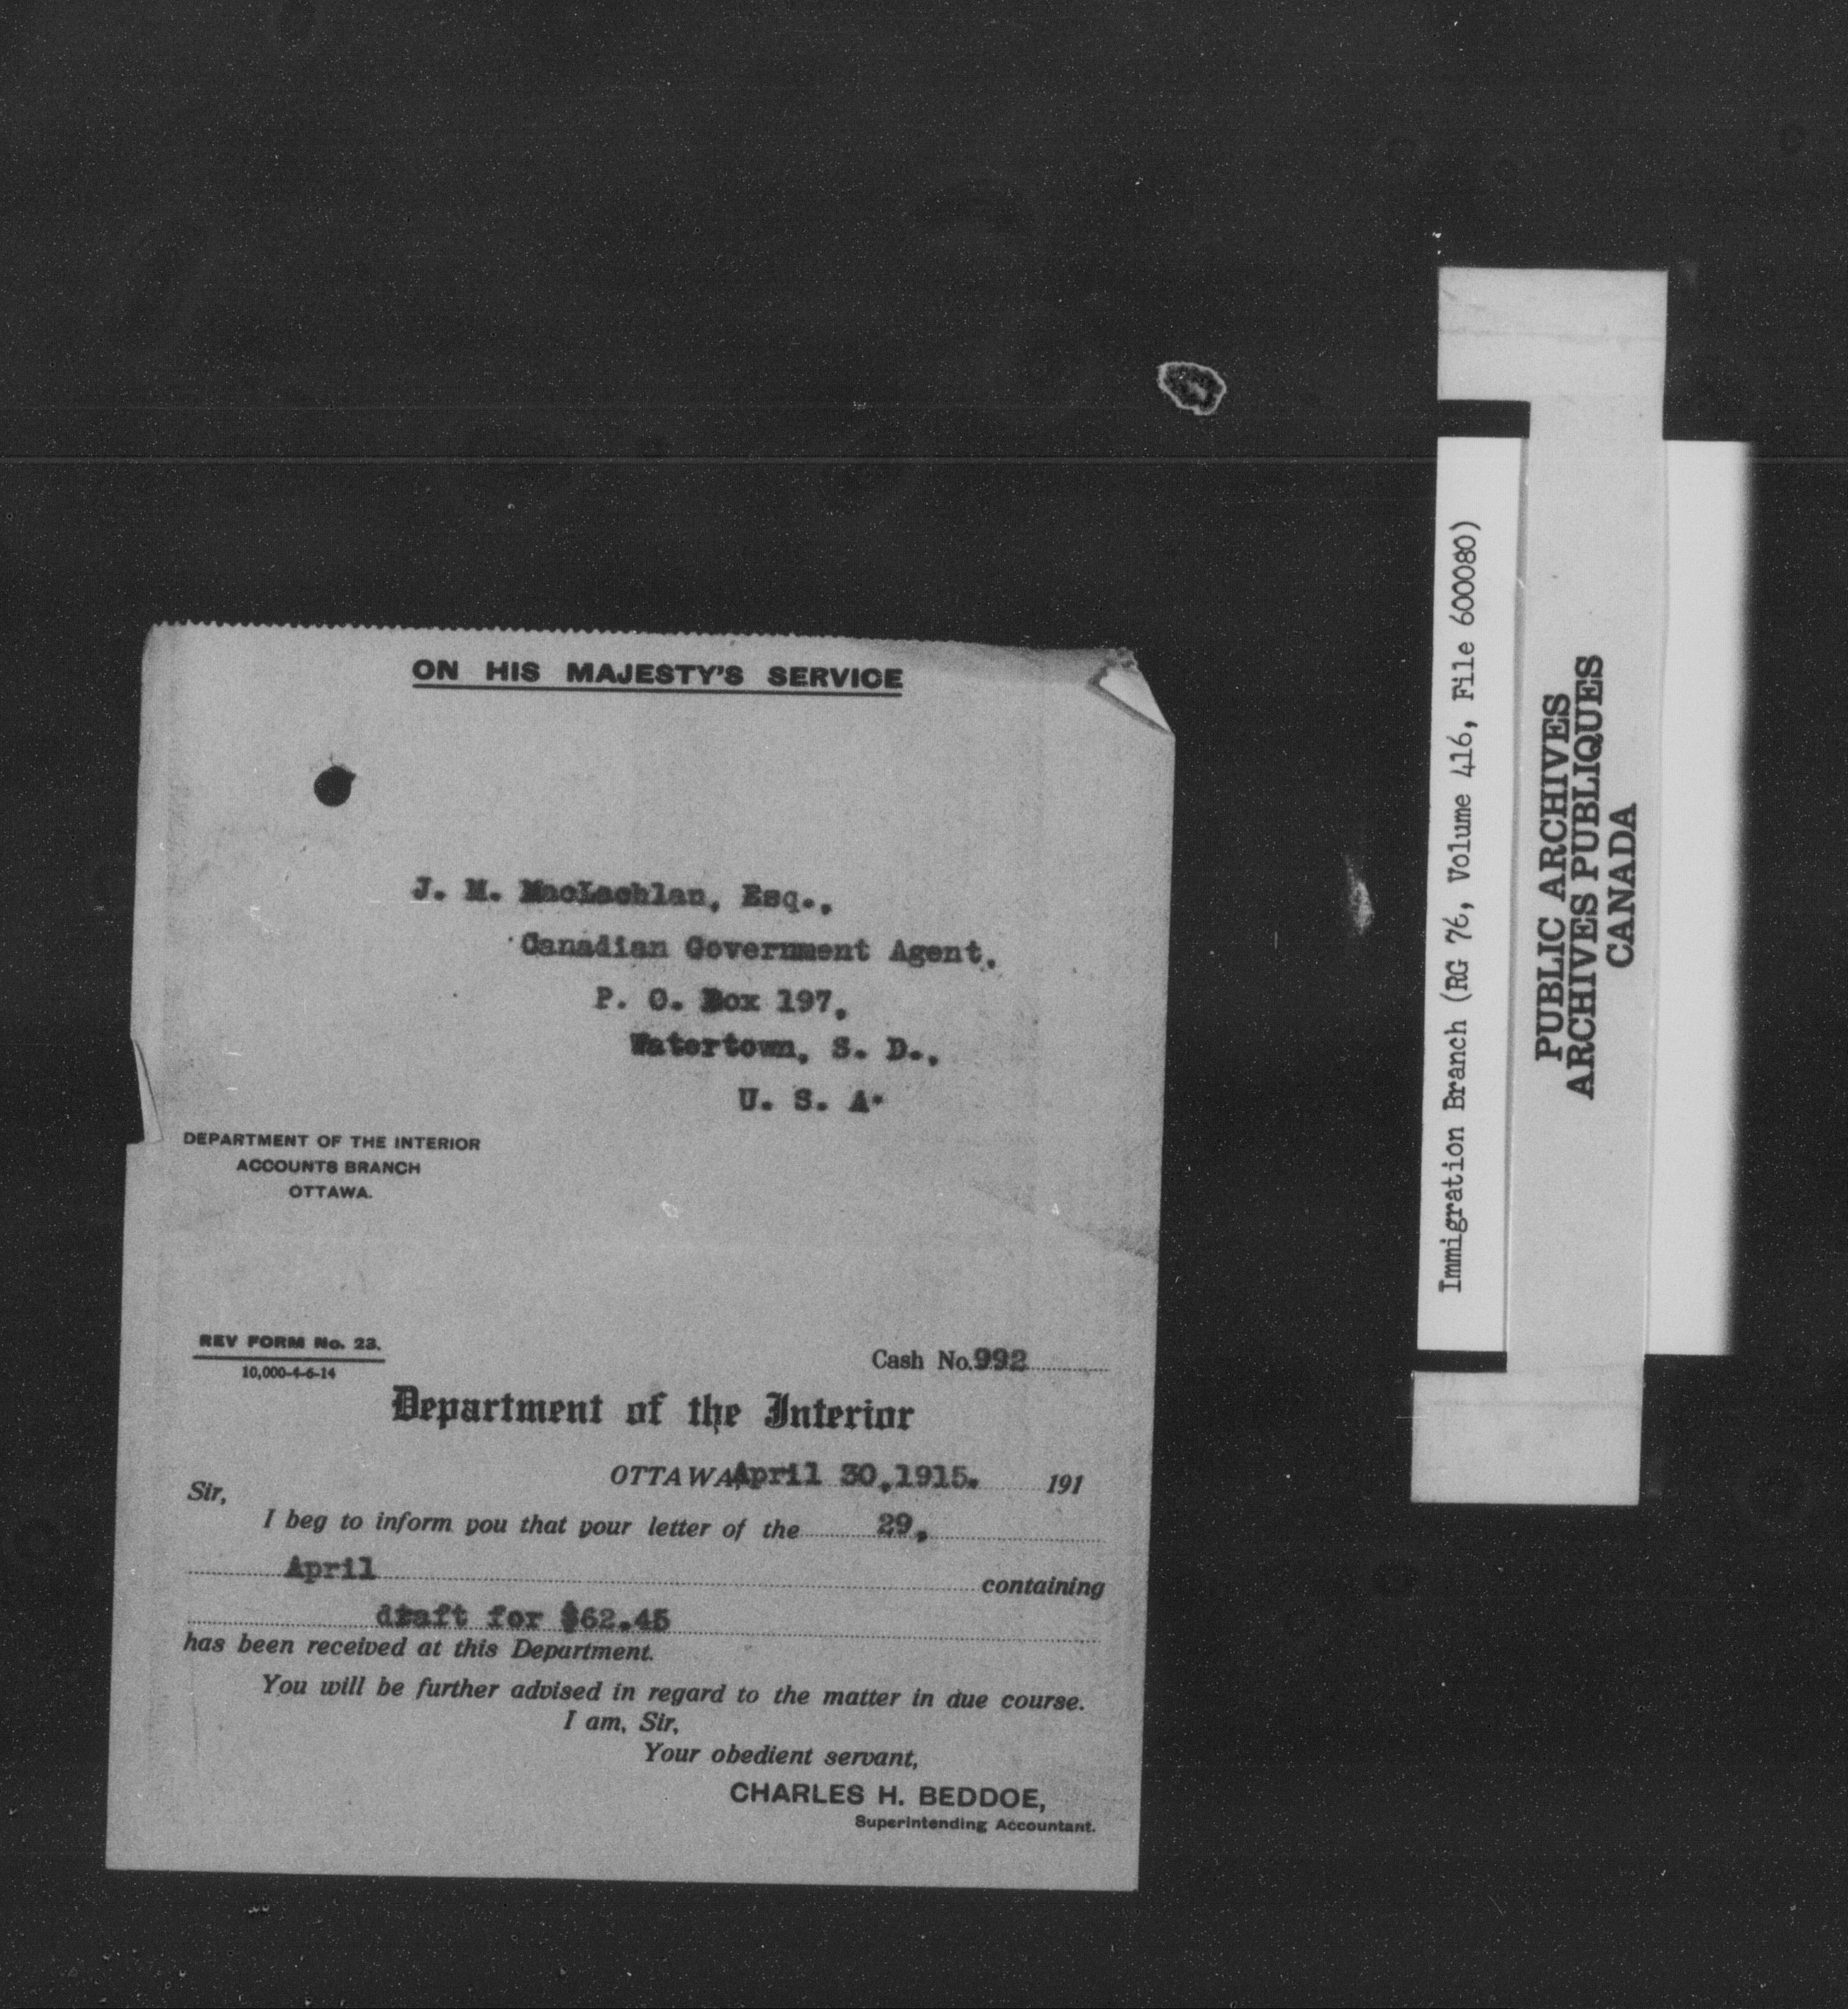 ON HIS MAJESTY'S SERVICE
J. M. MacLachlan, Esq.,
Canadian Government Agent,
P. O. Box 197,
Watertown, S. D.,
U. S. A.
DEPARTMENT OF THE INTERIOR
ACCOUNTS BRANCH
OTTAWA.
REV FORM No. 23.
10,000-4-6-14
Cash No. 992
Department of the Interior
OTTAWA, April 30, 1915. 191
Sir,
I beg to inform you that your letter of the 29,
April containing
draft for $62.45
has been received at this Department.
You will be further advised in regard to the matter in due course.
I am, Sir,
Your obedient servant,
CHARLES H. BEDDOE,
Superintending Accountant.
Immigration Branch (RG 76, Volume 416, File 600080)
PUBLIC ARCHIVES
ARCHIVES PUBLIQUES
CANADA